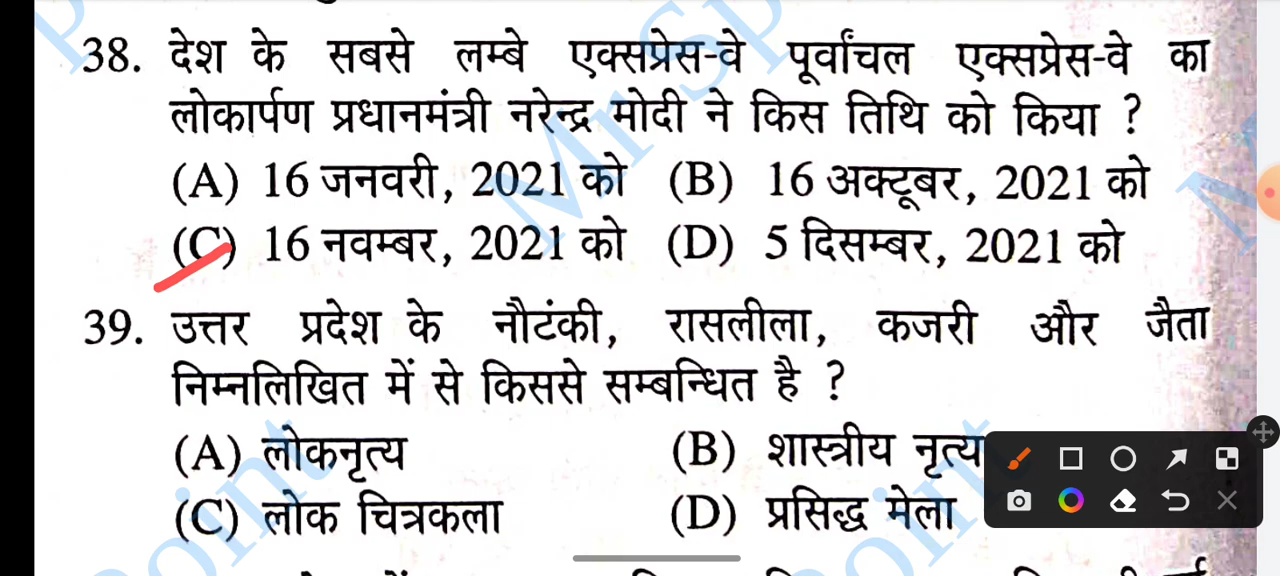 38. देश के सबसे लम्बे एक्सप्रेस-वे पूर्वांचल एक्सप्रेस-वे का
लोकार्पण प्रधानमंत्री नरेन्द्र मोदी ने किस तिथि को किया ?
(A) 16 जनवरी, 2021 को (B) 16 अक्टूबर, 2021 को
(C) 16 नवम्बर, 2021 को (D) 5 दिसम्बर, 2021 को
39. उत्तर प्रदेश के नौटंकी, रासलीला, कजरी और जैता
निम्नलिखित में से किससे सम्बन्धित है ?
(A) लोकनृत्य (B) शास्त्रीय नृत्य
(C) लोक चित्रकला (D) प्रसिद्ध मेला